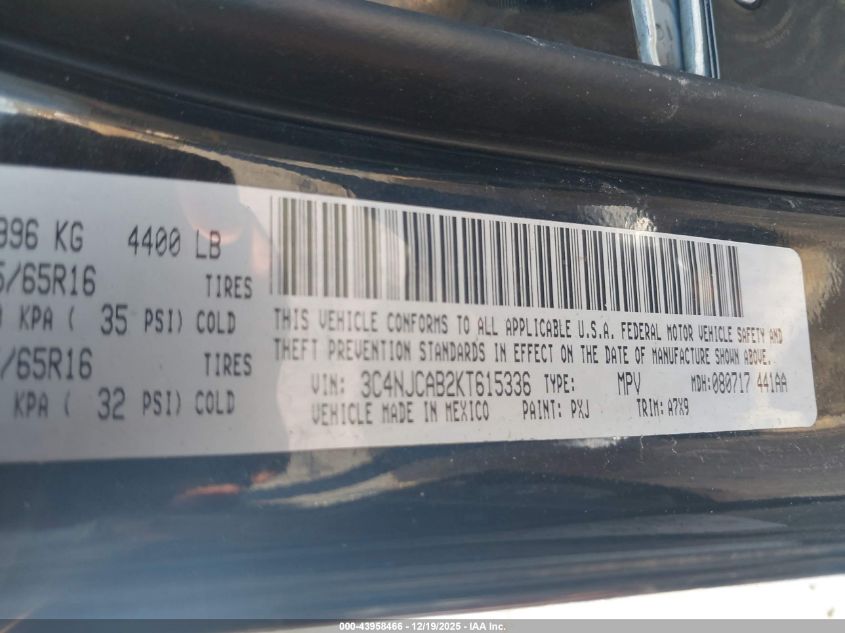 996 KG 4400 LB
5/65R16 TIRES
KPA ( 35 PSI) COLD
/65R16 TIRES
KPA ( 32 PSI) COLD
THIS VEHICLE CONFORMS TO ALL APPLICABLE U.S.A. FEDERAL MOTOR VEHICLE SAFETY AND
THEFT PREVENTION STANDARDS IN EFFECT ON THE DATE OF MANUFACTURE SHOWN ABOVE.
VIN: 3C4NJCAB2KT615336 TYPE: MPV MDH:080717 441AA
VEHICLE MADE IN MEXICO PAINT: PXJ TRIM: A7X9
000-43958466 - 12/19/2025 - IAA Inc.